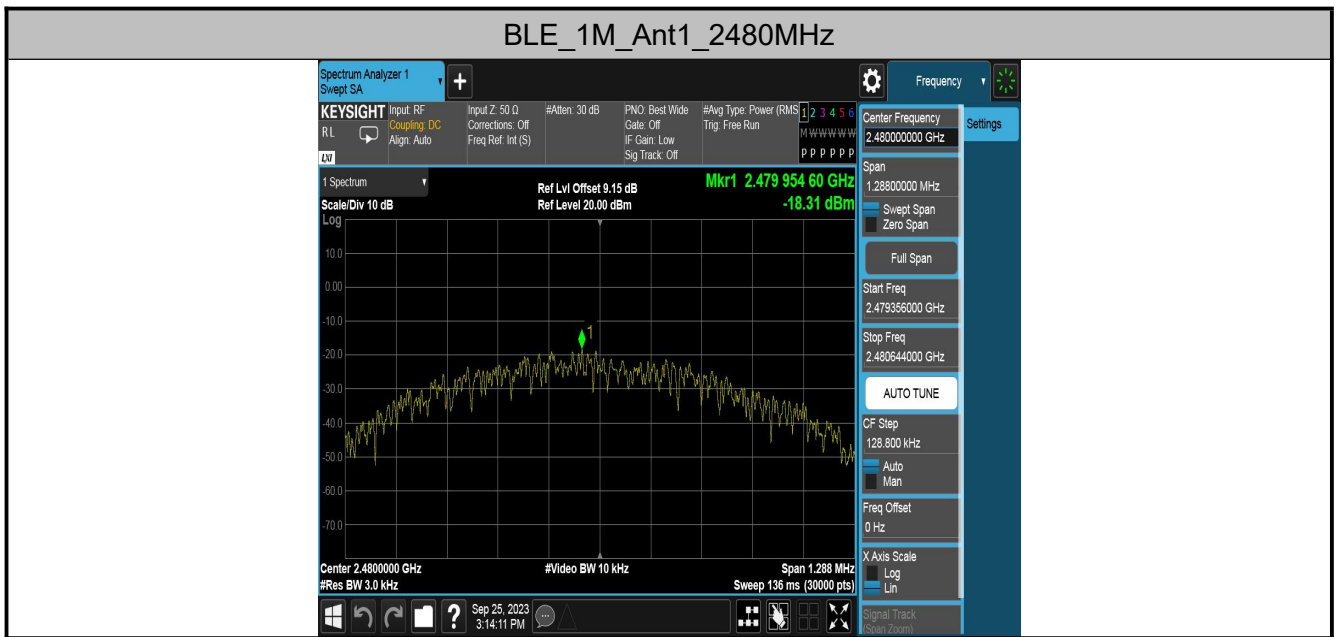 BLE_1M_Ant1_2480MHz
Spectrum Analyzer 1
Swept SA
+
Frequency
KEYSIGHT
RL
LXI
Input: RF
Coupling: DC
Align: Auto
Input Z: 50 Ω
Corrections: Off
Freq Ref: Int (S)
#Atten: 30 dB
PNO: Best Wide
Gate: Off
IF Gain: Low
Sig Track: Off
#Avg Type: Power (RMS
Trig: Free Run
1 2 3 4 5 6
M W W W W W
P P P P P P
1 Spectrum
Scale/Div 10 dB
Ref Lvl Offset 9.15 dB
Ref Level 20.00 dBm
Mkr1 2.479 954 60 GHz
-18.31 dBm
Log
10.0
0.00
-10.0
-20.0
-30.0
-40.0
-50.0
-60.0
-70.0
1
Center 2.4800000 GHz
#Res BW 3.0 kHz
#Video BW 10 kHz
Span 1.288 MHz
Sweep 136 ms (30000 pts)
Center Frequency
2.480000000 GHz
Settings
Span
1.28800000 MHz
Swept Span
Zero Span
Full Span
Start Freq
2.479356000 GHz
Stop Freq
2.480644000 GHz
AUTO TUNE
CF Step
128.800 kHz
Auto
Man
Freq Offset
0 Hz
X Axis Scale
Log
Lin
Signal Track
(Span Zoom)
?
Sep 25, 2023
3:14:11 PM